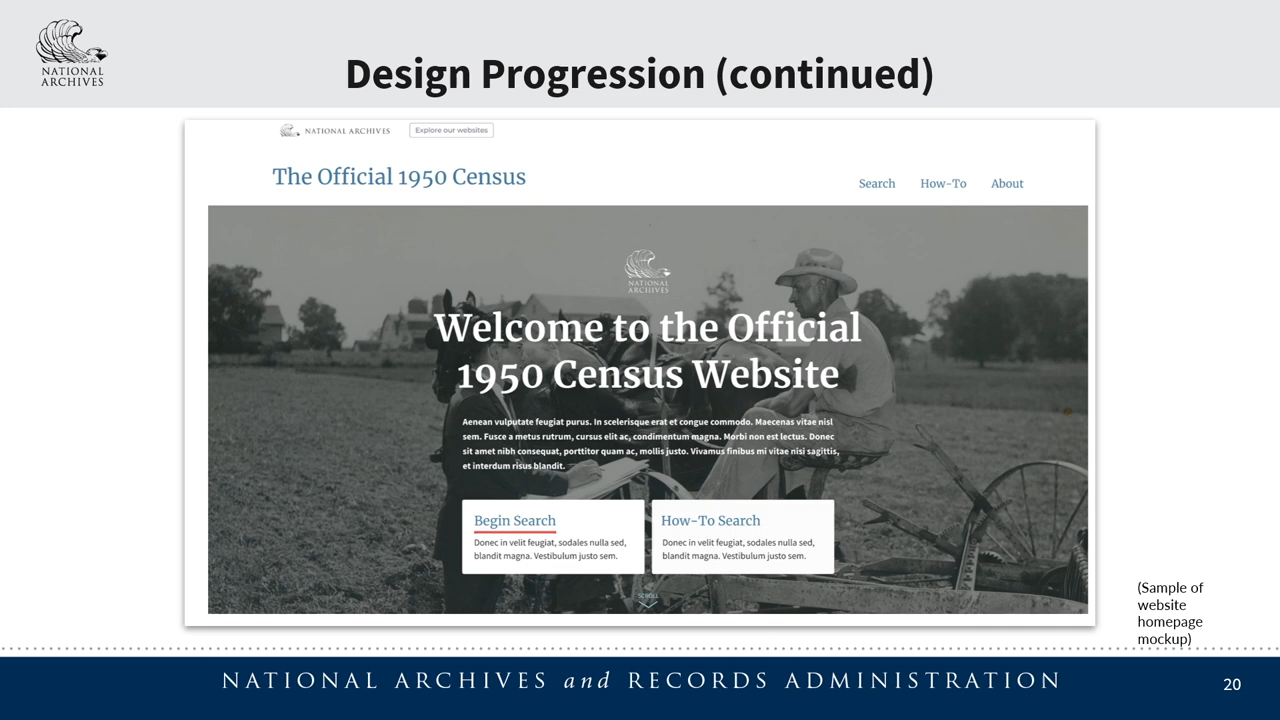 NATIONAL
ARCHIVES
Design Progression (continued)
NATIONAL ARCHIVES
Explore our websites
The Official 1950 Census
Search How-To About
NATIONAL
ARCHIVES
Welcome to the Official
1950 Census Website
Aenean vulputate feugiat purus. In scelerisque erat et congue commodo. Maecenas vitae nisl
sem. Fusce a metus rutrum, cursus elit ac, condimentum magna. Morbi non est lectus. Donec
sit amet nibh consequat, porttitor quam ac, mollis justo. Vivamus finibus mi vitae nisi sagittis,
et interdum risus blandit.
Begin Search
Donec in velit feugiat, sodales nulla sed,
blandit magna. Vestibulum justo sem.
How-To Search
Donec in velit feugiat, sodales nulla sed,
blandit magna. Vestibulum justo sem.
SCROLL
(Sample of
website
homepage
mockup)
NATIONAL ARCHIVES and RECORDS ADMINISTRATION
20